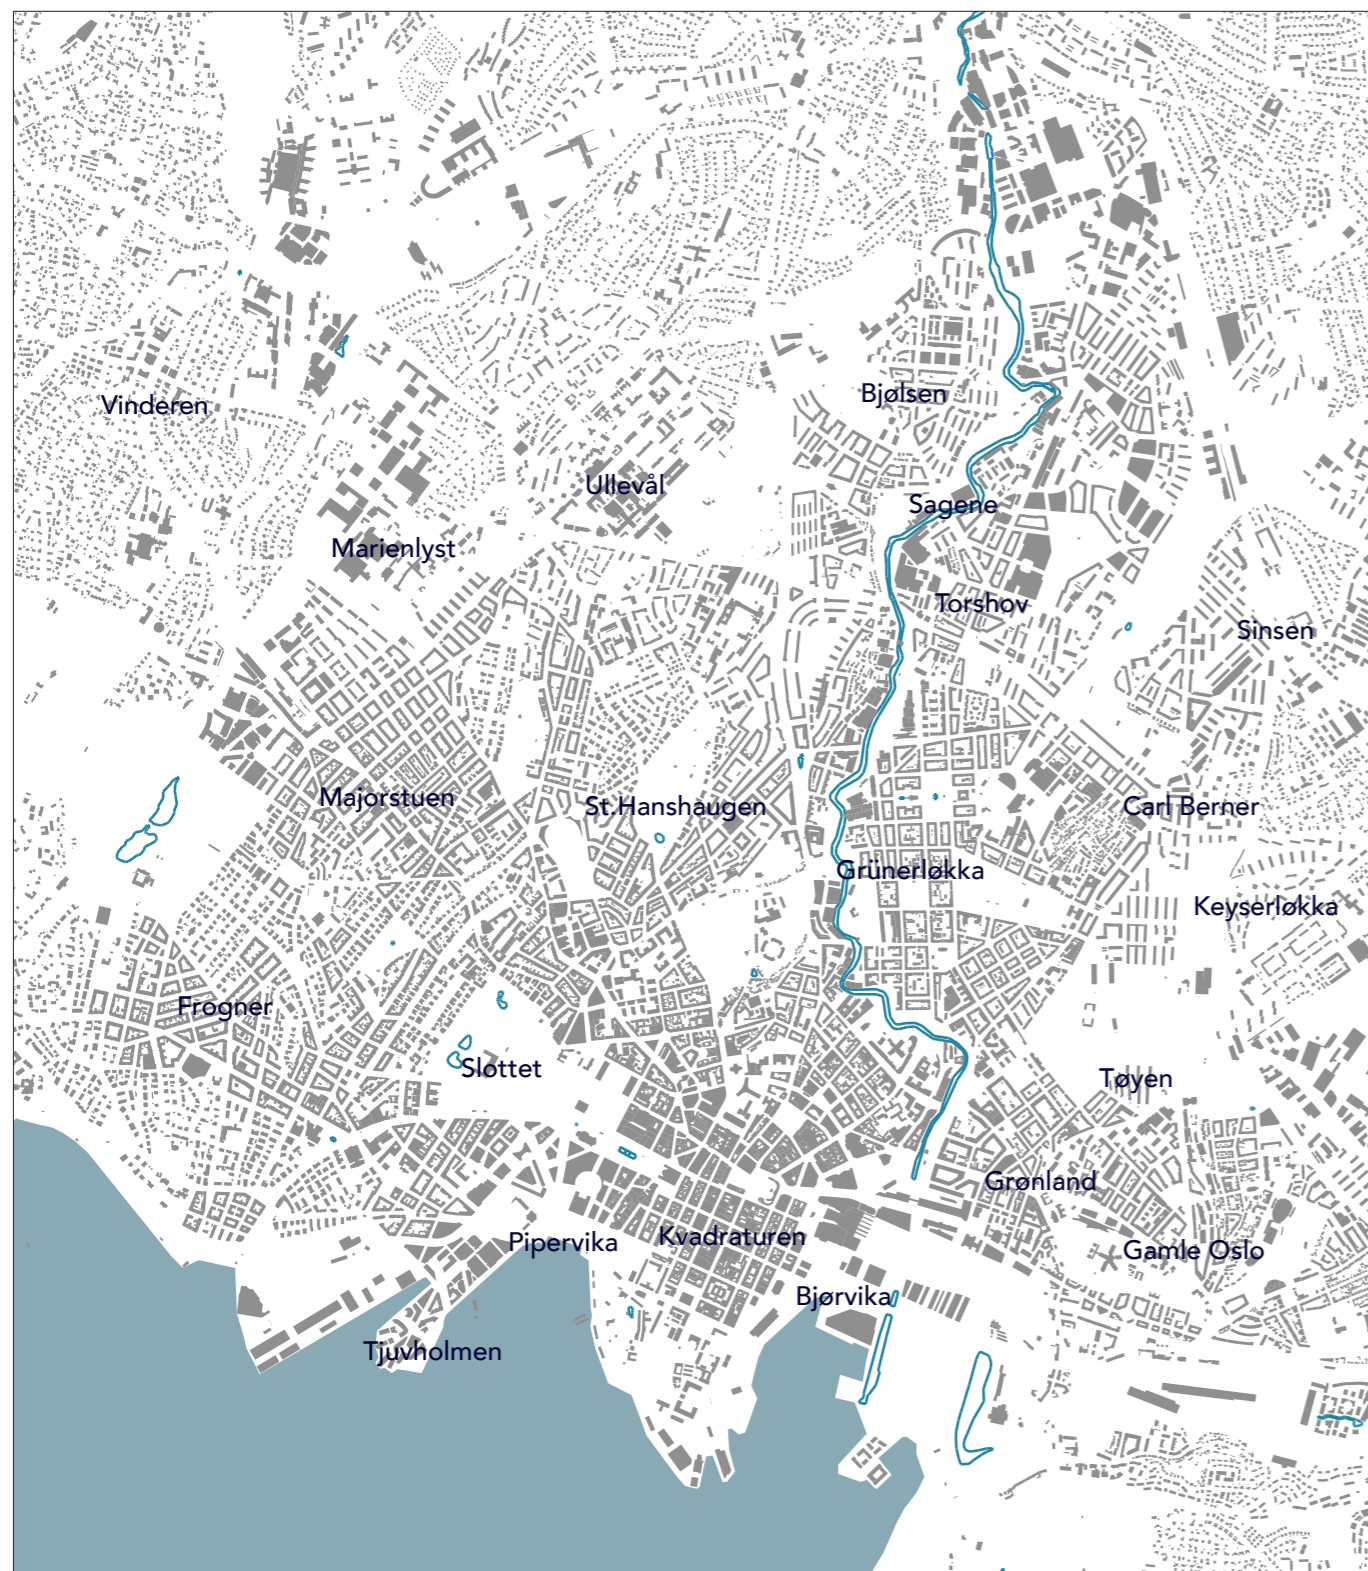 Bjølsen
Vinderen
Ullevål
Sagene
Marienlyst
Torshov
Sinsen
Majorstuen
St.Hanshaugen
Carl Berner
Grünerløkka
Keyserløkka
Frogner
Slottet
Tøyen
Grønland
Pipervika
Kvadraturen
Gamle Oslo
Bjørvika
Tjuvholmen